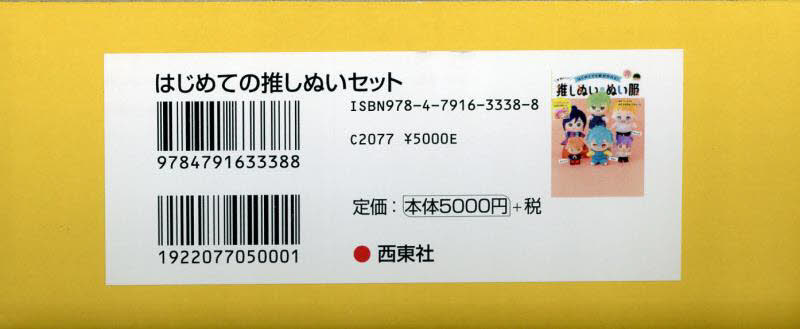 はじめての推しぬいセット
ISBN978-4-7916-3338-8
9784791633388
C2077 ¥5000E
定価:本体5000円+税
1922077050001
西東社
推しぬい ぬい服